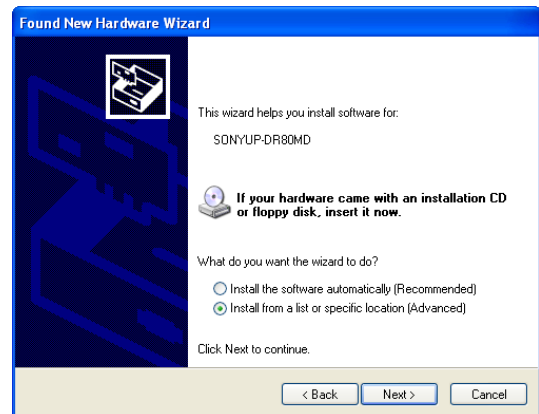 Found New Hardware Wizard
This wizard helps you install software for:
SONYUP-DR80MD
If your hardware came with an installation CD
or floppy disk, insert it now.
What do you want the wizard to do?
Install the software automatically (Recommended)
Install from a list or specific location (Advanced)
Click Next to continue.
< Back Next > Cancel